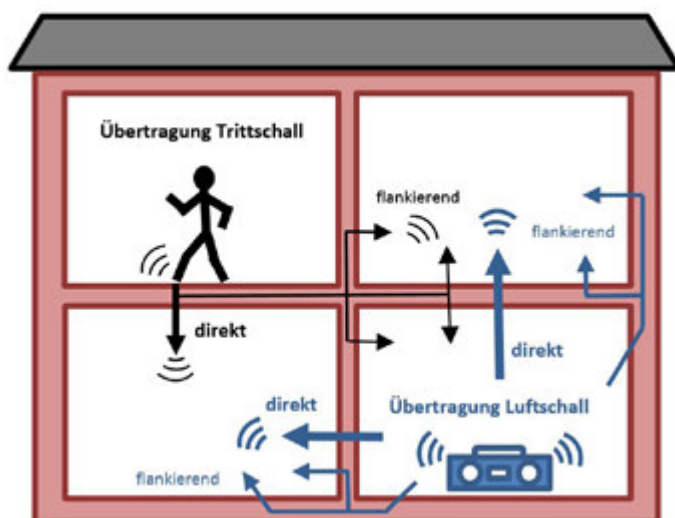 Übertragung Trittschall
flankierend
flankierend
direkt
direkt
direkt
Übertragung Luftschall
flankierend